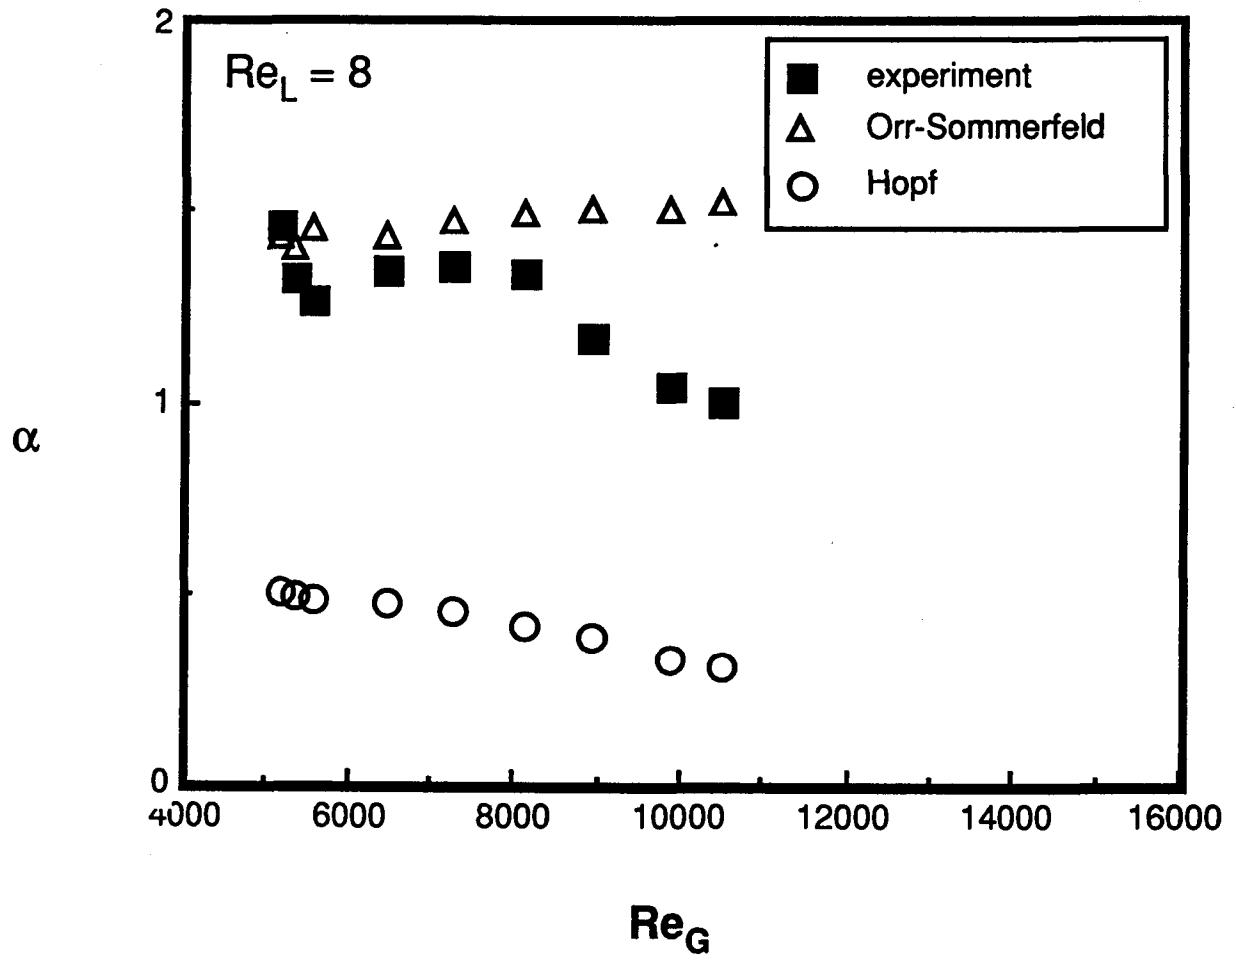 2
Re_L = 8
experiment
Orr-Sommerfeld
Hopf
1
α
0
4000 6000 8000 10000 12000 14000 16000
Re_G